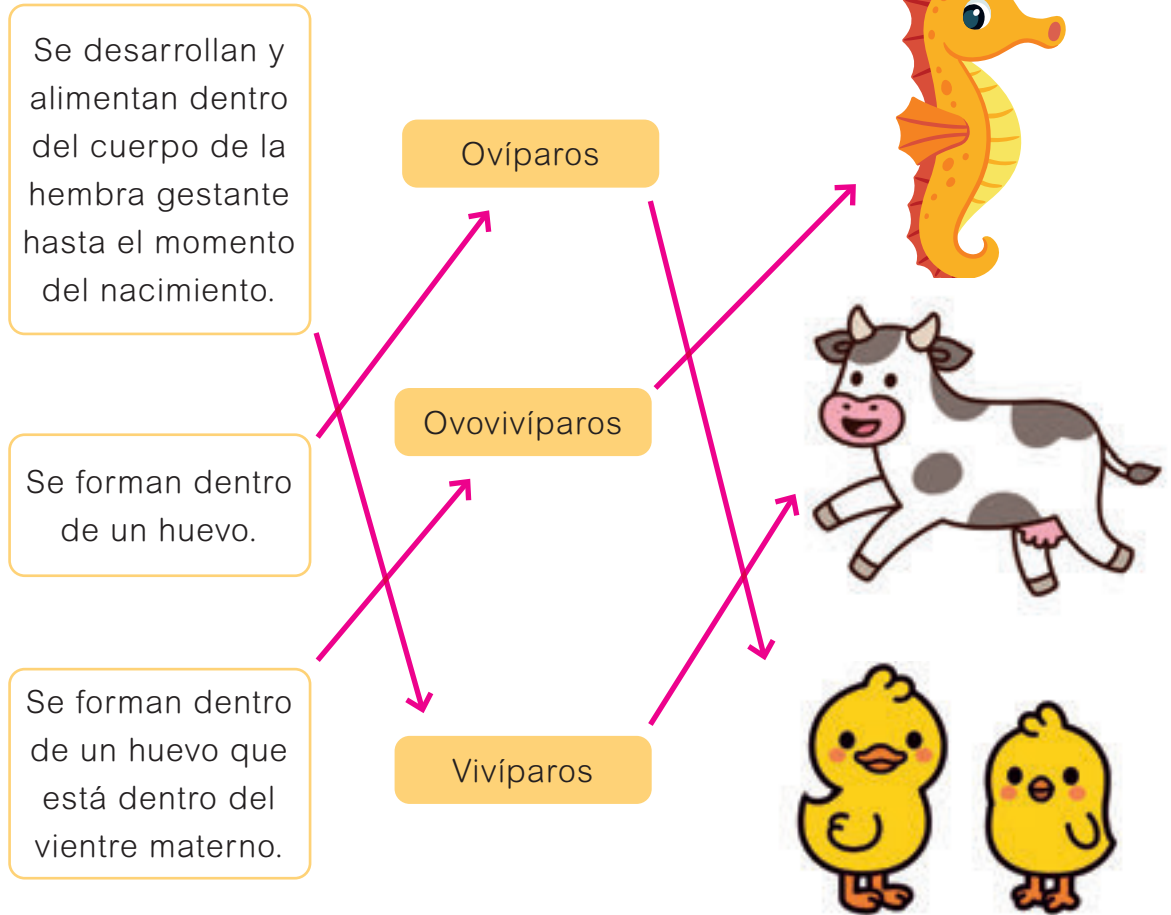 Se desarrollan y
alimentan dentro
del cuerpo de la
hembra gestante
hasta el momento
del nacimiento.
Se forman dentro
de un huevo.
Se forman dentro
de un huevo que
está dentro del
vientre materno.
Ovíparos
Ovovivíparos
Vivíparos